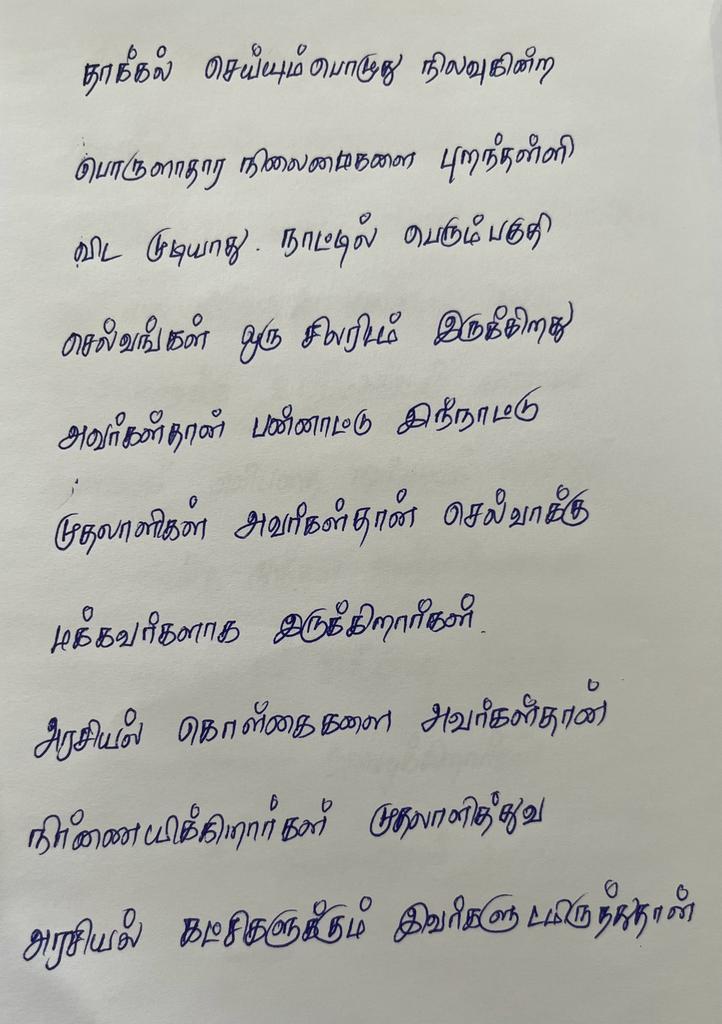 தாக்கல் செய்யும்பொழுது நிலவுகின்ற
பொருளாதார நிலைமைகளை புறந்தள்ளி
விட முடியாது. நாட்டில் பெரும்பகுதி
செல்வங்கள் ஒரு சிலரிடம் இருக்கிறது
அவர்கள்தான் பன்னாட்டு இந்நாட்டு
முதலாளிகள் அவர்கள்தான் செல்வாக்கு
மிக்கவர்களாக இருக்கிறார்கள்.
அரசியல் கொள்கைகளை அவர்கள்தான்
நிர்ணயிக்கிறார்கள் முதலாளித்துவ
அரசியல் கட்சிகளுக்கும் இவர்களுடமிருந்துதான்